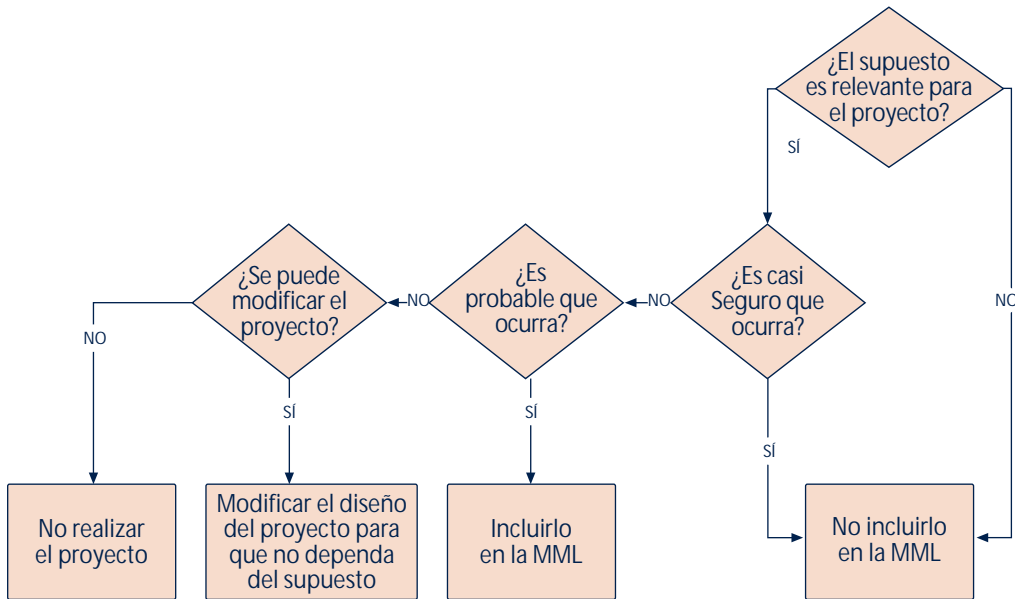 ¿El supuesto
es relevante para
el proyecto?
SÍ
NO
¿Se puede
modificar el
proyecto?
NO
¿Es
probable que
ocurra?
NO
¿Es casi
Seguro que
ocurra?
NO
SÍ
SÍ
SÍ
No realizar
el proyecto
Modificar el diseño
del proyecto para
que no dependa
del supuesto
Incluirlo
en la MML
No incluirlo
en la MML